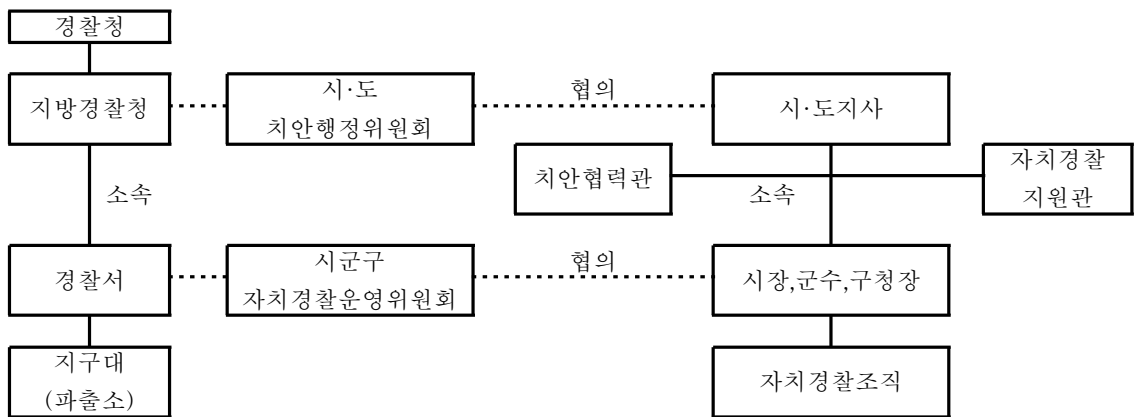 경찰청
지방경찰청
시·도
치안행정위원회
협의
시·도지사
치안협력관
자치경찰
지원관
소속
소속
경찰서
시군구
자치경찰운영위원회
협의
시장,군수,구청장
지구대
(파출소)
자치경찰조직